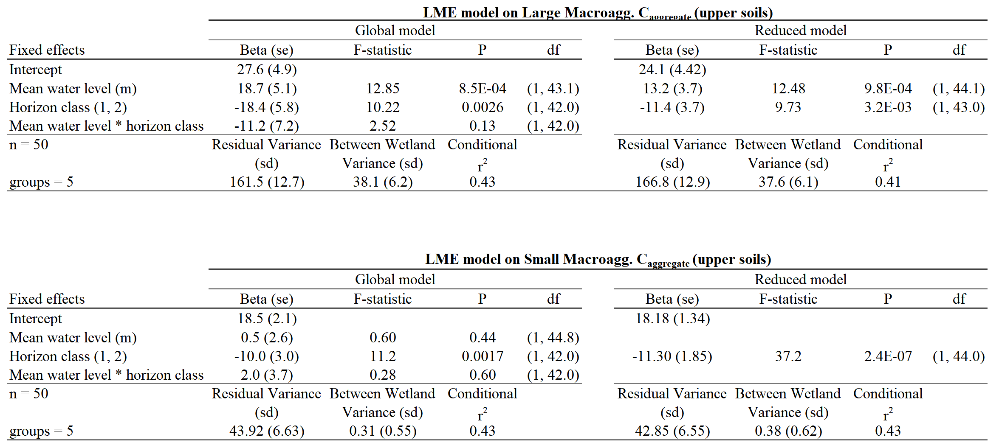 LME model on Large Macroagg. Caggregate (upper soils)
Global model Reduced model
Fixed effects Beta (se) F-statistic P df Beta (se) F-statistic P df
Intercept 27.6 (4.9) 24.1 (4.42)
Mean water level (m) 18.7 (5.1) 12.85 8.5E-04 (1, 43.1) 13.2 (3.7) 12.48 9.8E-04 (1, 44.1)
Horizon class (1, 2) -18.4 (5.8) 10.22 0.0026 (1, 42.0) -11.4 (3.7) 9.73 3.2E-03 (1, 43.0)
Mean water level * horizon class -11.2 (7.2) 2.52 0.13 (1, 42.0)
n = 50 Residual Variance Between Wetland Conditional Residual Variance Between Wetland Conditional
(sd) Variance (sd) r2 (sd) Variance (sd) r2
groups = 5 161.5 (12.7) 38.1 (6.2) 0.43 166.8 (12.9) 37.6 (6.1) 0.41
LME model on Small Macroagg. Caggregate (upper soils)
Global model Reduced model
Fixed effects Beta (se) F-statistic P df Beta (se) F-statistic P df
Intercept 18.5 (2.1) 18.18 (1.34)
Mean water level (m) 0.5 (2.6) 0.60 0.44 (1, 44.8)
Horizon class (1, 2) -10.0 (3.0) 11.2 0.0017 (1, 42.0) -11.30 (1.85) 37.2 2.4E-07 (1, 44.0)
Mean water level * horizon class 2.0 (3.7) 0.28 0.60 (1, 42.0)
n = 50 Residual Variance Between Wetland Conditional Residual Variance Between Wetland Conditional
(sd) Variance (sd) r2 (sd) Variance (sd) r2
groups = 5 43.92 (6.63) 0.31 (0.55) 0.43 42.85 (6.55) 0.38 (0.62) 0.43